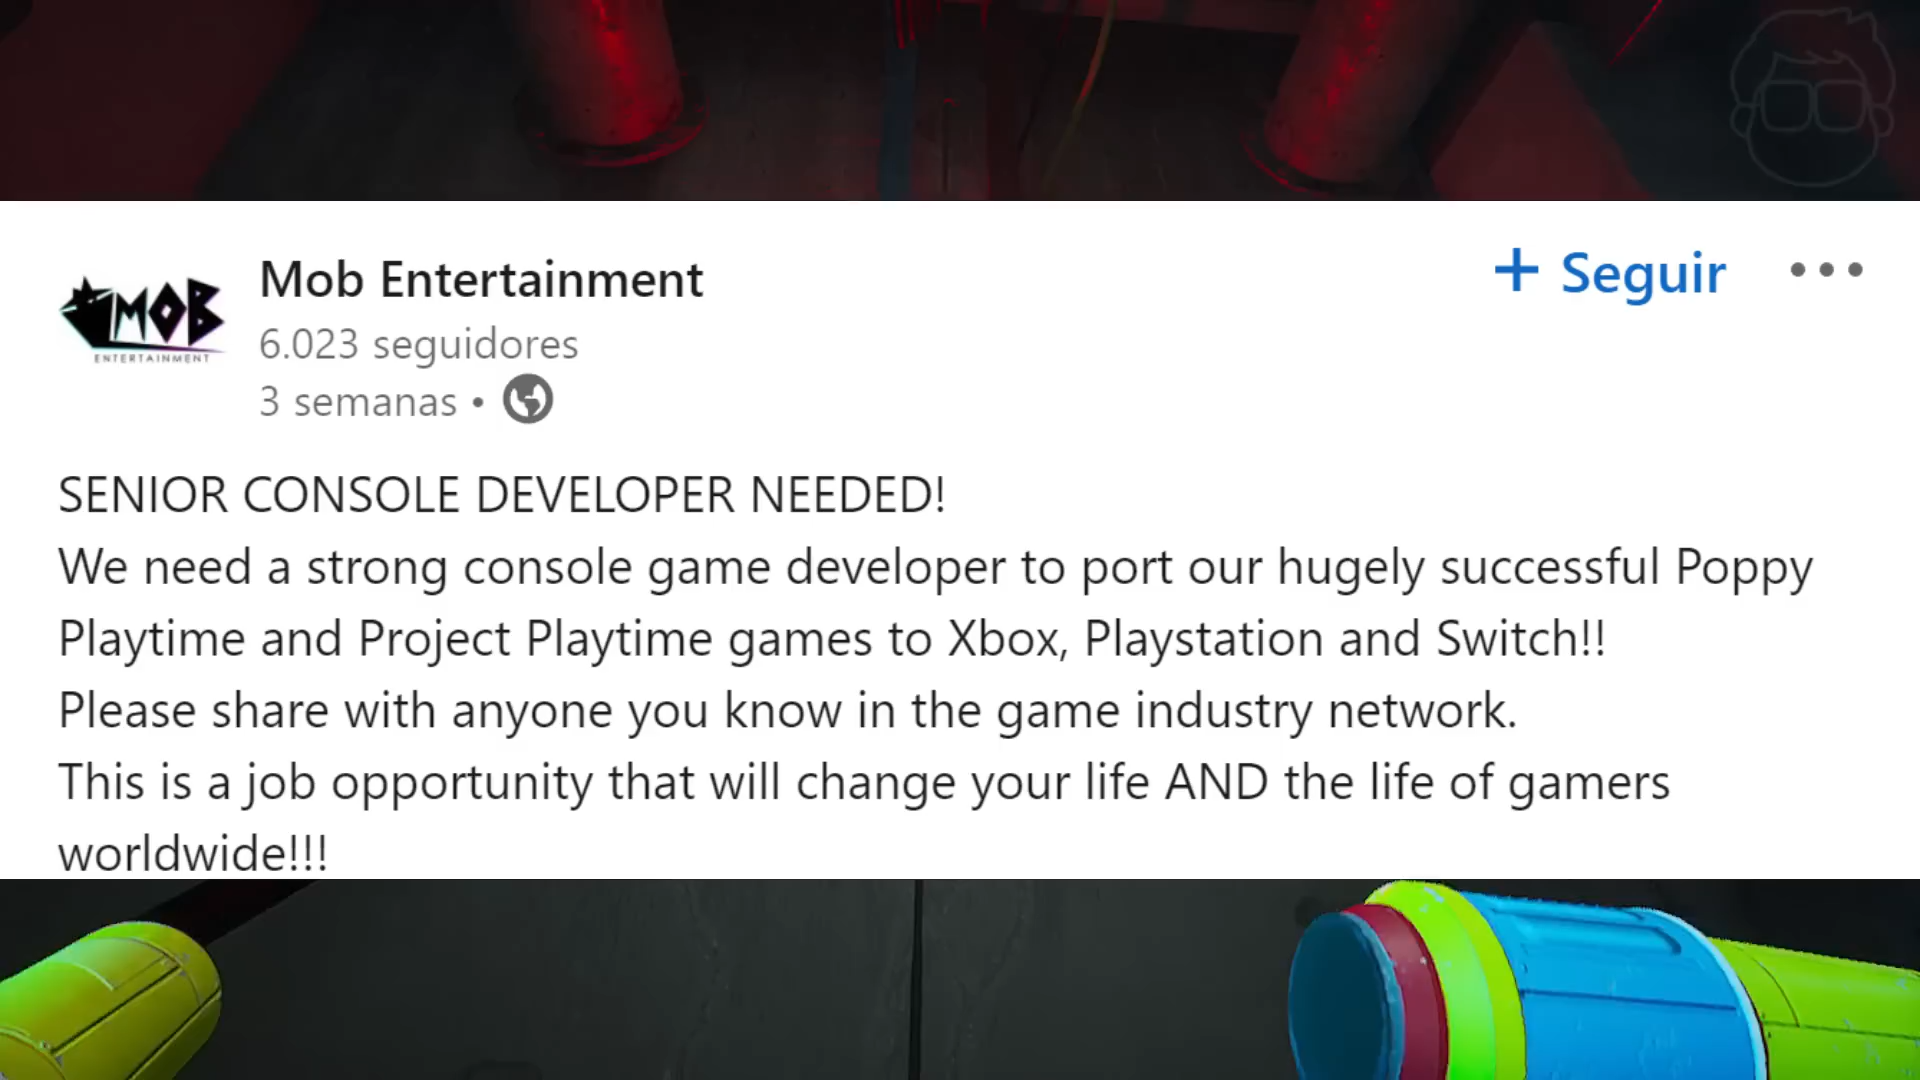 MOB
ENTERTAINMENT
Mob Entertainment
6.023 seguidores
3 semanas •
+ Seguir
SENIOR CONSOLE DEVELOPER NEEDED!
We need a strong console game developer to port our hugely successful Poppy
Playtime and Project Playtime games to Xbox, Playstation and Switch!!
Please share with anyone you know in the game industry network.
This is a job opportunity that will change your life AND the life of gamers
worldwide!!!